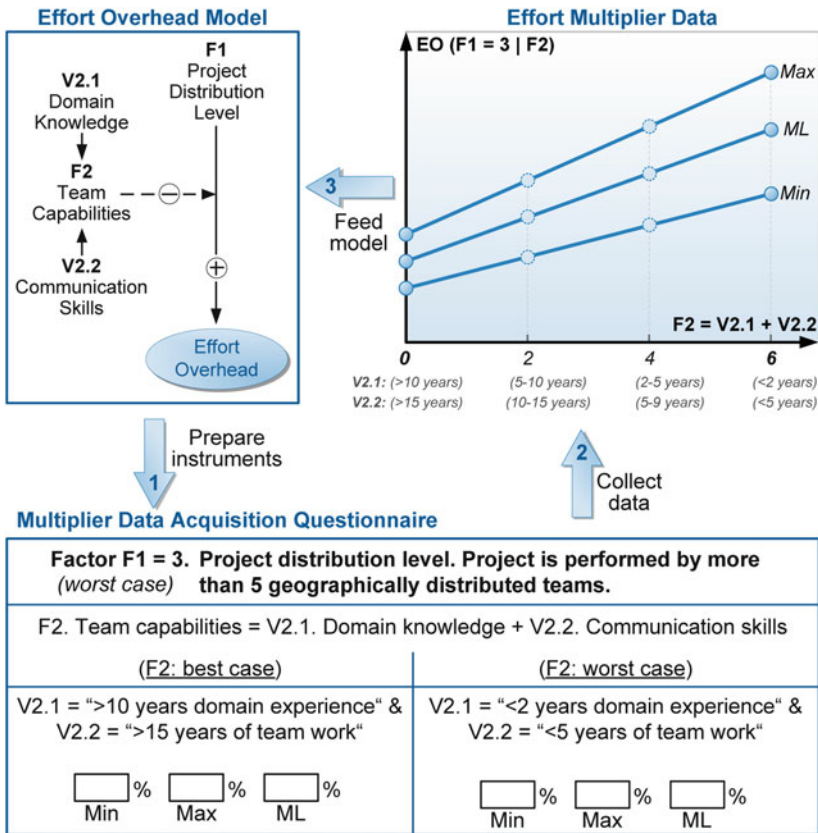 Effort Overhead Model
F1
Project
Distribution
Level
V2.1
Domain
Knowledge
F2
Team
Capabilities
−
V2.2
Communication
Skills
+
Effort
Overhead
3
Feed
model
Effort Multiplier Data
EO (F1 = 3 | F2)
Max
ML
Min
F2 = V2.1 + V2.2
0 2 4 6
V2.1: (>10 years) (5-10 years) (2-5 years) (<2 years)
V2.2: (>15 years) (10-15 years) (5-9 years) (<5 years)
1
Prepare
instruments
2
Collect
data
Multiplier Data Acquisition Questionnaire
Factor F1 = 3. Project distribution level. Project is performed by more
(worst case) than 5 geographically distributed teams.
F2. Team capabilities = V2.1. Domain knowledge + V2.2. Communication skills
(F2: best case)
V2.1 = “>10 years domain experience“ &
V2.2 = “>15 years of team work“
% % %
Min Max ML
(F2: worst case)
V2.1 = “<2 years domain experience“ &
V2.2 = “<5 years of team work“
% % %
Min Max ML